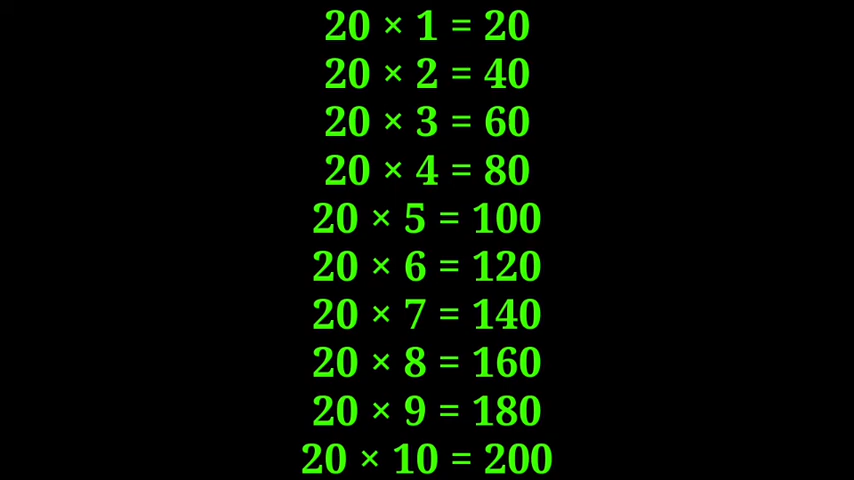 20 × 1 = 20
20 × 2 = 40
20 × 3 = 60
20 × 4 = 80
20 × 5 = 100
20 × 6 = 120
20 × 7 = 140
20 × 8 = 160
20 × 9 = 180
20 × 10 = 200